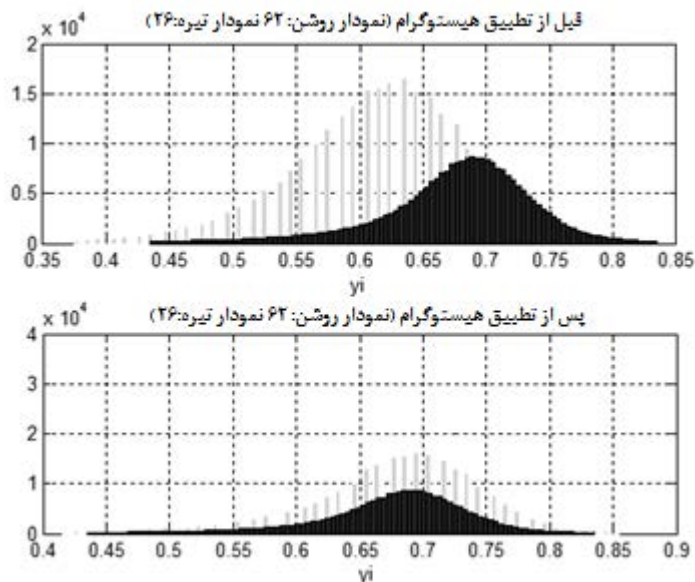 قبل از تطبیق هیستوگرام (نمودار روشن: ۶۲ نمودار تیره:۲۶)
x 10⁴
2
1.5
1
0.5
0
0.35 0.4 0.45 0.5 0.55 0.6 0.65 0.7 0.75 0.8 0.85
yi
پس از تطبیق هیستوگرام (نمودار روشن: ۶۲ نمودار تیره:۲۶)
x 10⁴
4
3
2
1
0
0.4 0.45 0.5 0.55 0.6 0.65 0.7 0.75 0.8 0.85 0.9
yi